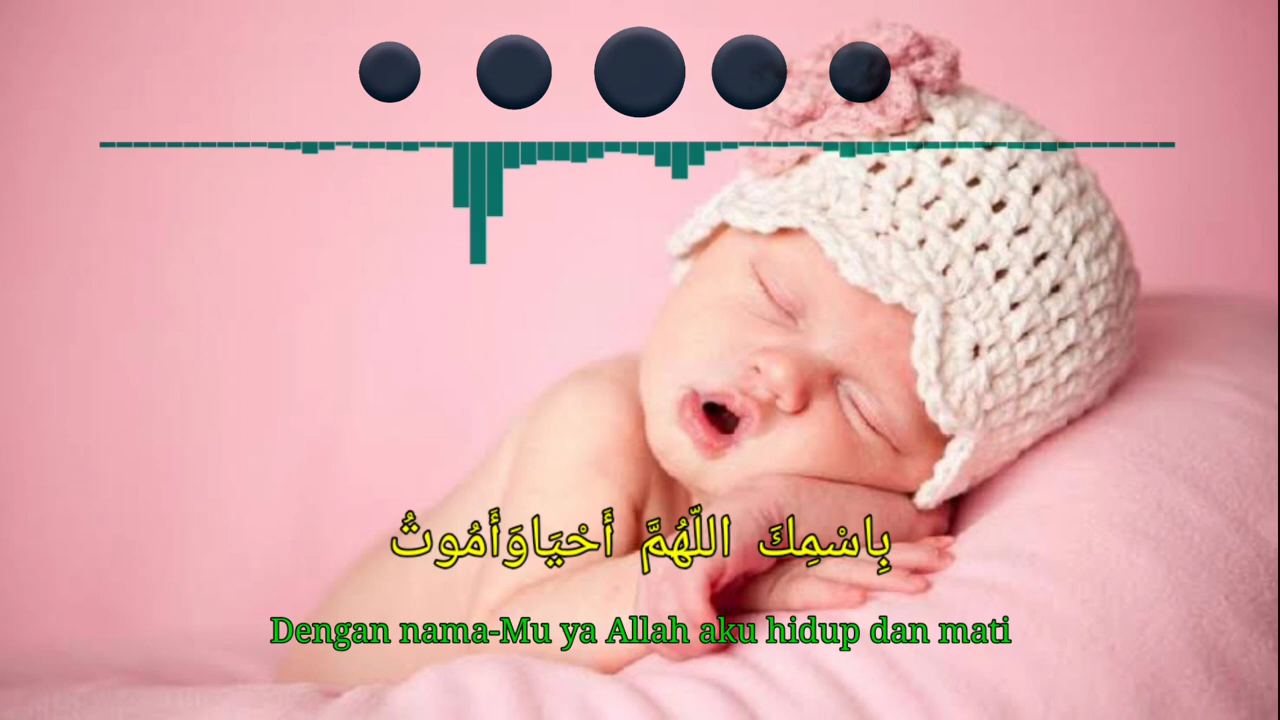 بِاسْمِكَ اللّهُمَّ أَحْيَاوَأَمُوتُ
Dengan nama-Mu ya Allah aku hidup dan mati